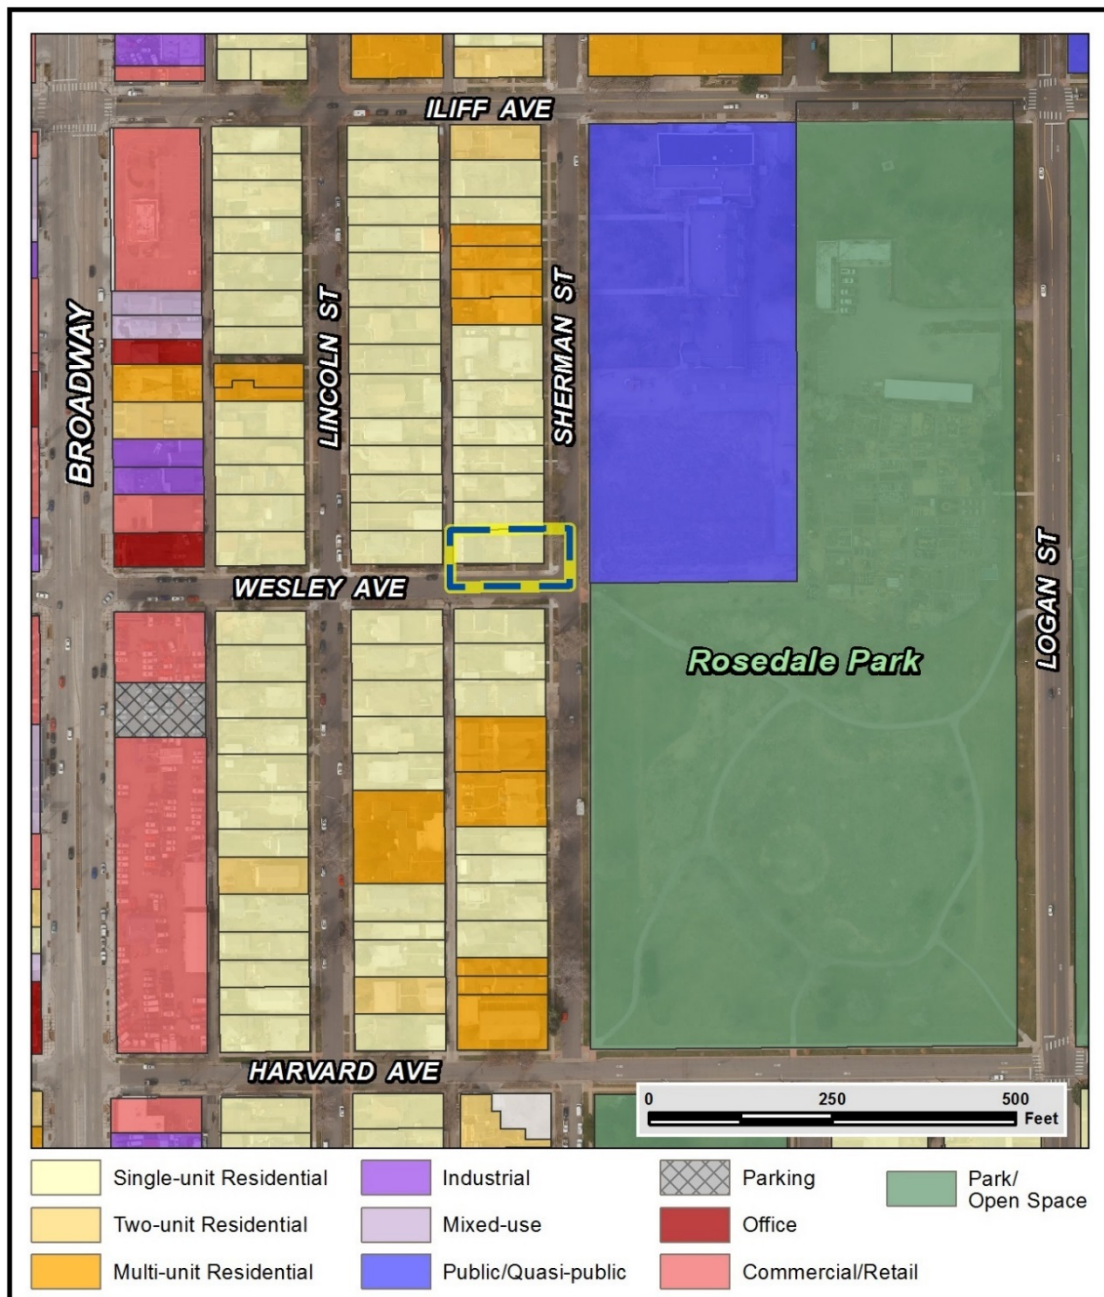 ILIFF AVE
BROADWAY
LINCOLN ST
SHERMAN ST
WESLEY AVE
Rosedale Park
LOGAN ST
HARVARD AVE
0 250 500
Feet
Single-unit Residential
Two-unit Residential
Multi-unit Residential
Industrial
Mixed-use
Public/Quasi-public
Parking
Office
Commercial/Retail
Park/
Open Space